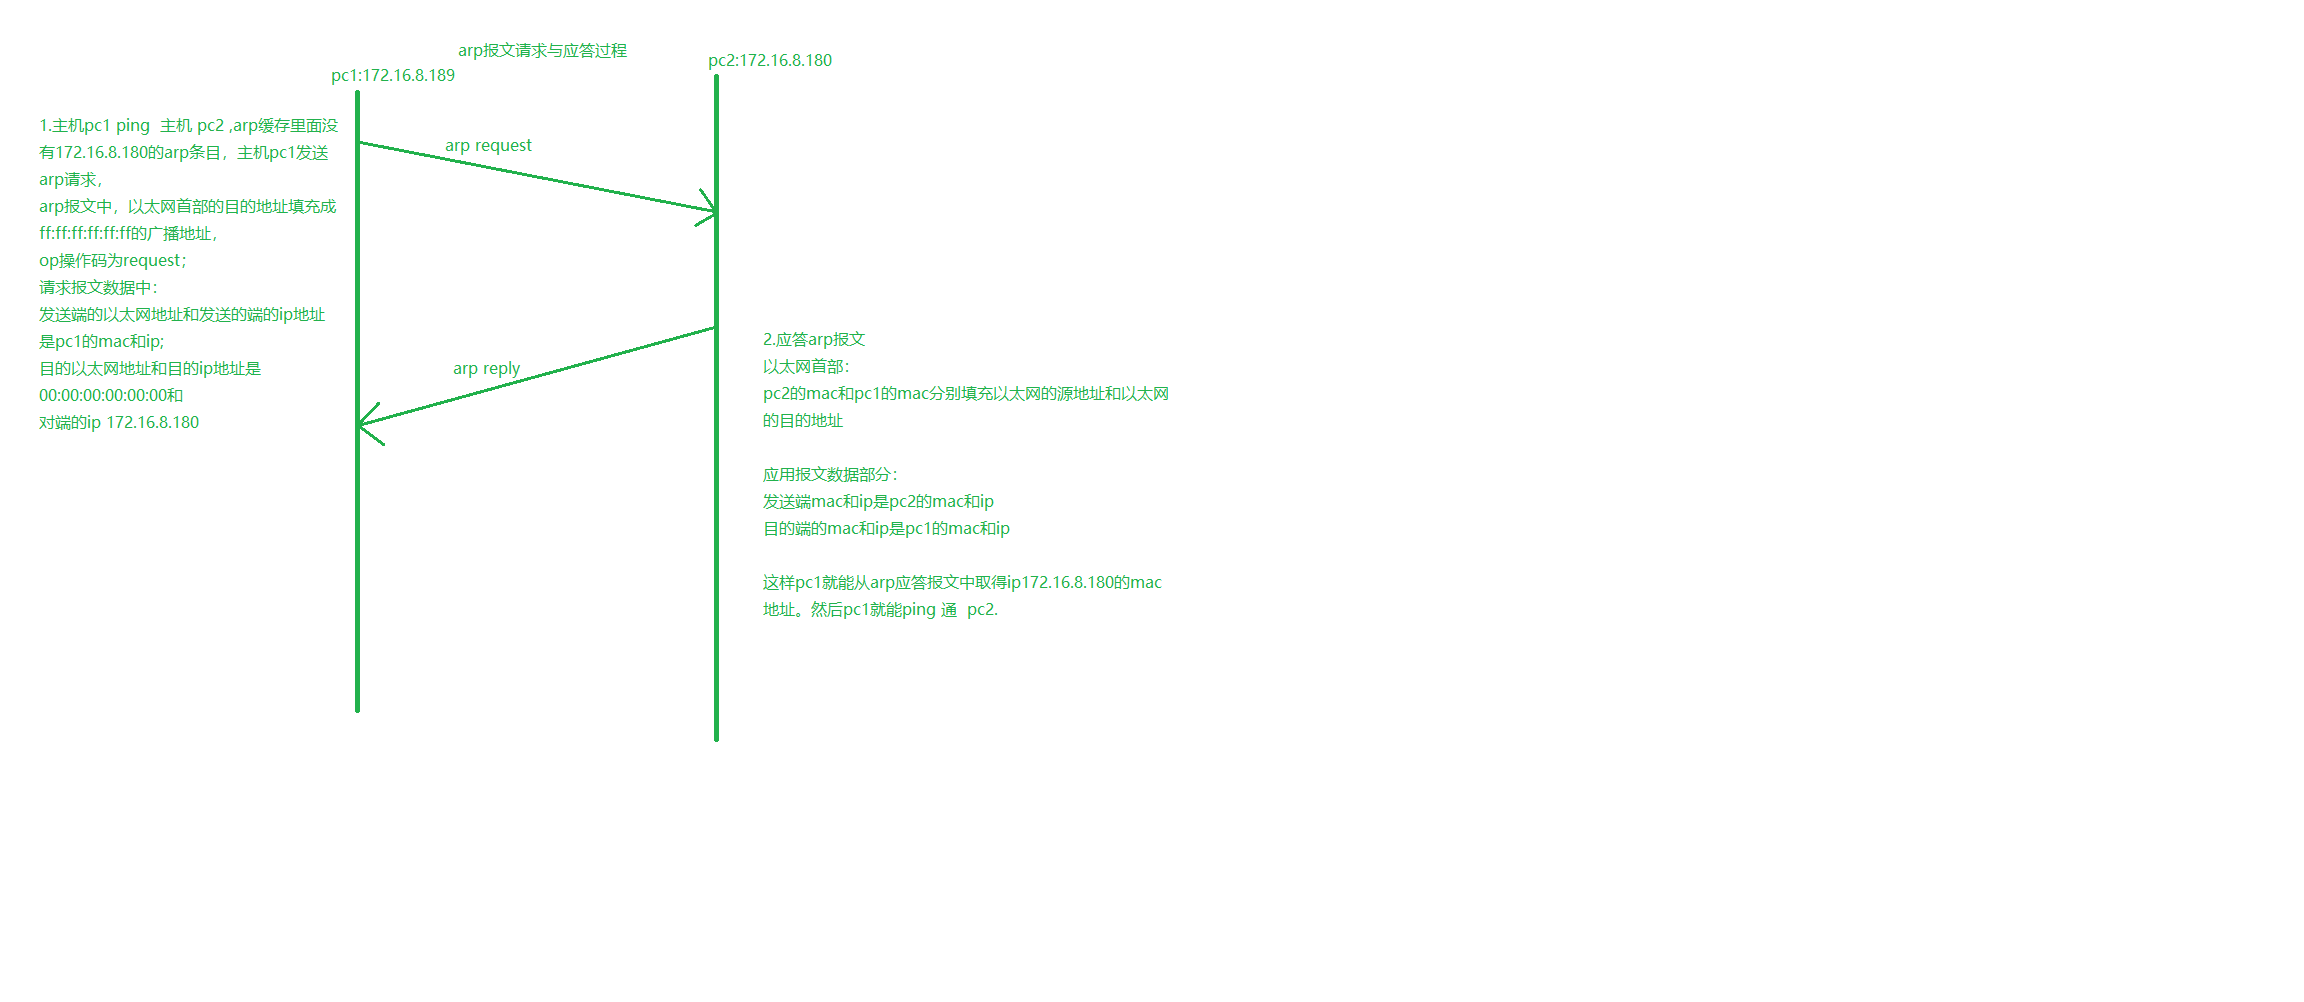 arp报文请求与应答过程
pc1:172.16.8.189
pc2:172.16.8.180
1.主机pc1 ping  主机 pc2 ,arp缓存里面没
有172.16.8.180的arp条目，主机pc1发送
arp请求，
arp报文中，以太网首部的目的地址填充成
ff:ff:ff:ff:ff:ff的广播地址，
op操作码为request；
请求报文数据中：
发送端的以太网地址和发送的端的ip地址
是pc1的mac和ip;
目的以太网地址和目的ip地址是
00:00:00:00:00:00和
对端的ip 172.16.8.180
arp request
arp reply
2.应答arp报文
以太网首部：
pc2的mac和pc1的mac分别填充以太网的源地址和以太网
的目的地址
应用报文数据部分：
发送端mac和ip是pc2的mac和ip
目的端的mac和ip是pc1的mac和ip
这样pc1就能从arp应答报文中取得ip172.16.8.180的mac
地址。然后pc1就能ping 通  pc2.